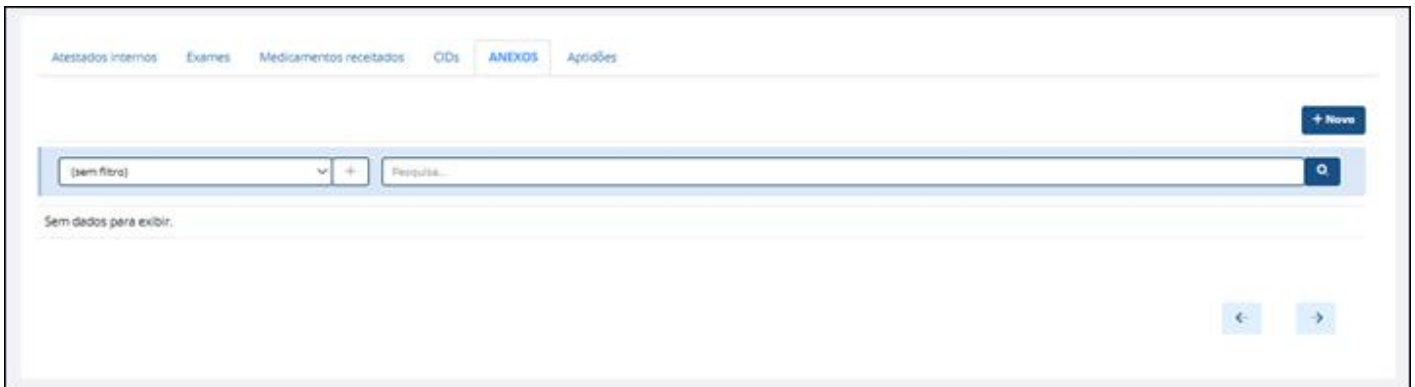 Atestados internos Exames Medicamentos receitados CIDs ANEXOS Aptidões
+ Novo
(sem filtro) + Pesquisa...
Sem dados para exibir.